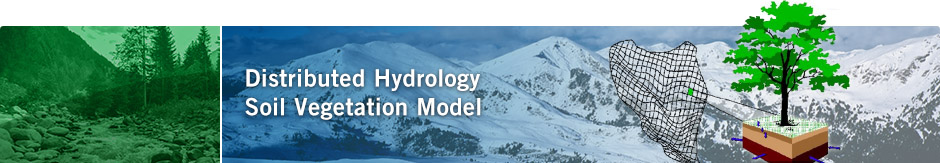 Distributed Hydrology
Soil Vegetation Model